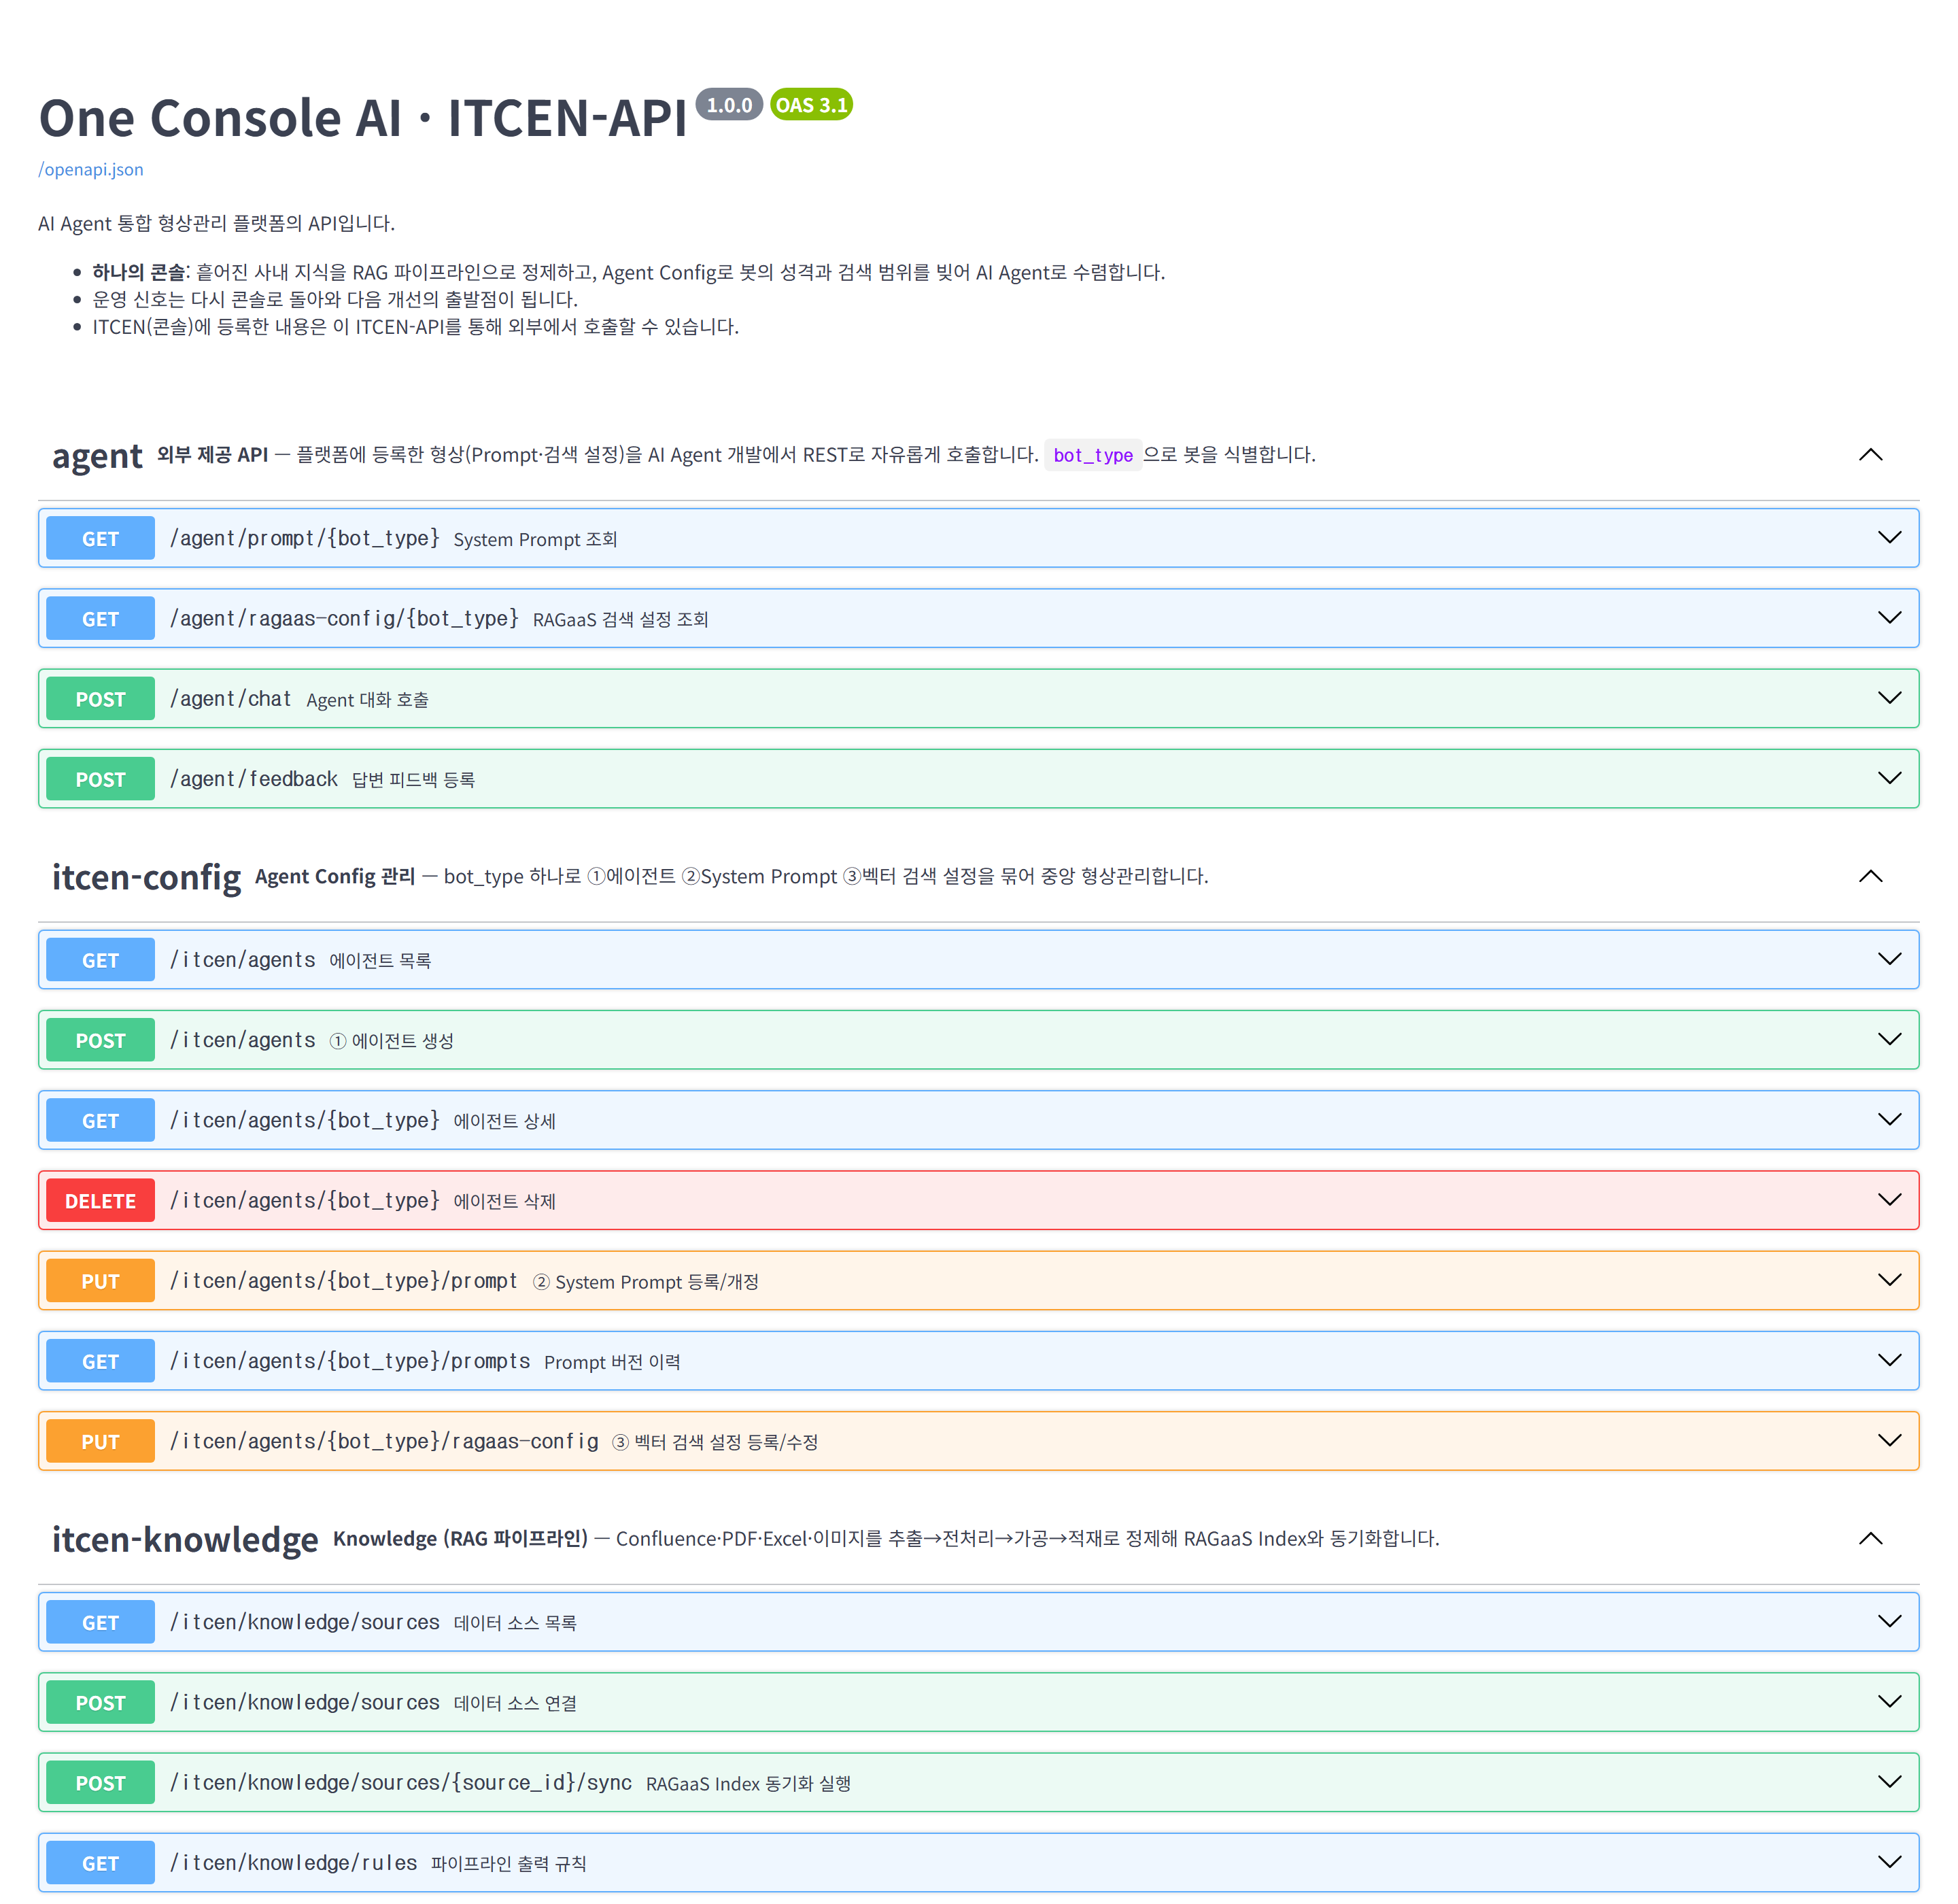 One Console AI · ITCEN-API 1.0.0 OAS 3.1
/openapi.json
AI Agent 통합 형상관리 플랫폼의 API입니다.
하나의 콘솔: 흩어진 사내 지식을 RAG 파이프라인으로 정제하고, Agent Config로 봇의 성격과 검색 범위를 빚어 AI Agent로 수렴합니다.
운영 신호는 다시 콘솔로 돌아와 다음 개선의 출발점이 됩니다.
ITCEN(콘솔)에 등록한 내용은 이 ITCEN-API를 통해 외부에서 호출할 수 있습니다.
agent 외부 제공 API — 플랫폼에 등록한 형상(Prompt·검색 설정)을 AI Agent 개발에서 REST로 자유롭게 호출합니다. bot_type 으로 봇을 식별합니다.
GET /agent/prompt/{bot_type} System Prompt 조회
GET /agent/ragaas-config/{bot_type} RAGaaS 검색 설정 조회
POST /agent/chat Agent 대화 호출
POST /agent/feedback 답변 피드백 등록
itcen-config Agent Config 관리 — bot_type 하나로 ①에이전트 ②System Prompt ③벡터 검색 설정을 묶어 중앙 형상관리합니다.
GET /itcen/agents 에이전트 목록
POST /itcen/agents ① 에이전트 생성
GET /itcen/agents/{bot_type} 에이전트 상세
DELETE /itcen/agents/{bot_type} 에이전트 삭제
PUT /itcen/agents/{bot_type}/prompt ② System Prompt 등록/개정
GET /itcen/agents/{bot_type}/prompts Prompt 버전 이력
PUT /itcen/agents/{bot_type}/ragaas-config ③ 벡터 검색 설정 등록/수정
itcen-knowledge Knowledge (RAG 파이프라인) — Confluence·PDF·Excel·이미지를 추출→전처리→가공→적재로 정제해 RAGaaS Index와 동기화합니다.
GET /itcen/knowledge/sources 데이터 소스 목록
POST /itcen/knowledge/sources 데이터 소스 연결
POST /itcen/knowledge/sources/{source_id}/sync RAGaaS Index 동기화 실행
GET /itcen/knowledge/rules 파이프라인 출력 규칙